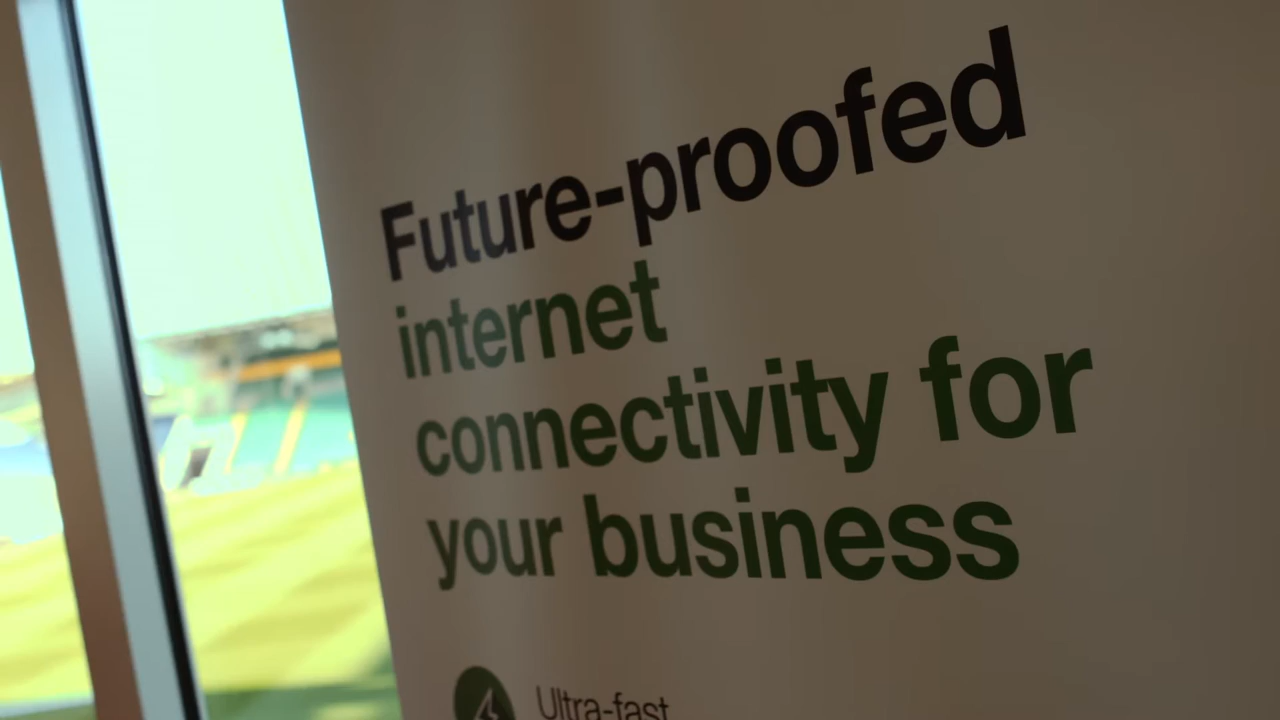 Future-proofed
internet
connectivity for
your business
Ultra-fast